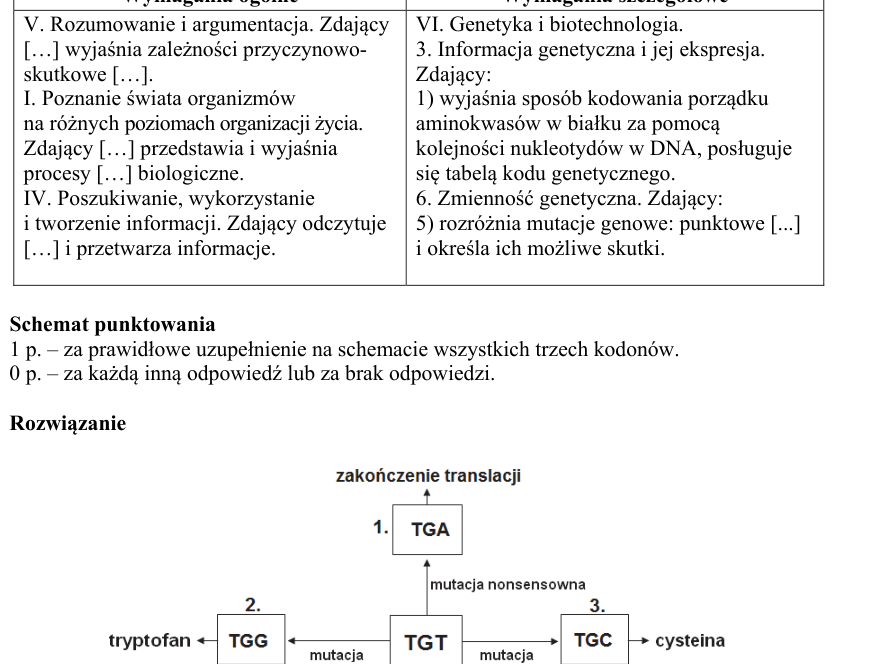 Wymagania ogólne
Wymagania szczegółowe
V. Rozumowanie i argumentacja. Zdający
[…] wyjaśnia zależności przyczynowo-
skutkowe […].
I. Poznanie świata organizmów
na różnych poziomach organizacji życia.
Zdający […] przedstawia i wyjaśnia
procesy […] biologiczne.
IV. Poszukiwanie, wykorzystanie
i tworzenie informacji. Zdający odczytuje
[…] i przetwarza informacje.
VI. Genetyka i biotechnologia.
3. Informacja genetyczna i jej ekspresja.
Zdający:
1) wyjaśnia sposób kodowania porządku
aminokwasów w białku za pomocą
kolejności nukleotydów w DNA, posługuje
się tabelą kodu genetycznego.
6. Zmienność genetyczna. Zdający:
5) rozróżnia mutacje genowe: punktowe [...]
i określa ich możliwe skutki.
Schemat punktowania
1 p. – za prawidłowe uzupełnienie na schemacie wszystkich trzech kodonów.
0 p. – za każdą inną odpowiedź lub za brak odpowiedzi.
Rozwiązanie
zakończenie translacji
1. TGA
mutacja nonsensowna
2.
3.
tryptofan TGG TGT TGC cysteina
mutacja
mutacja